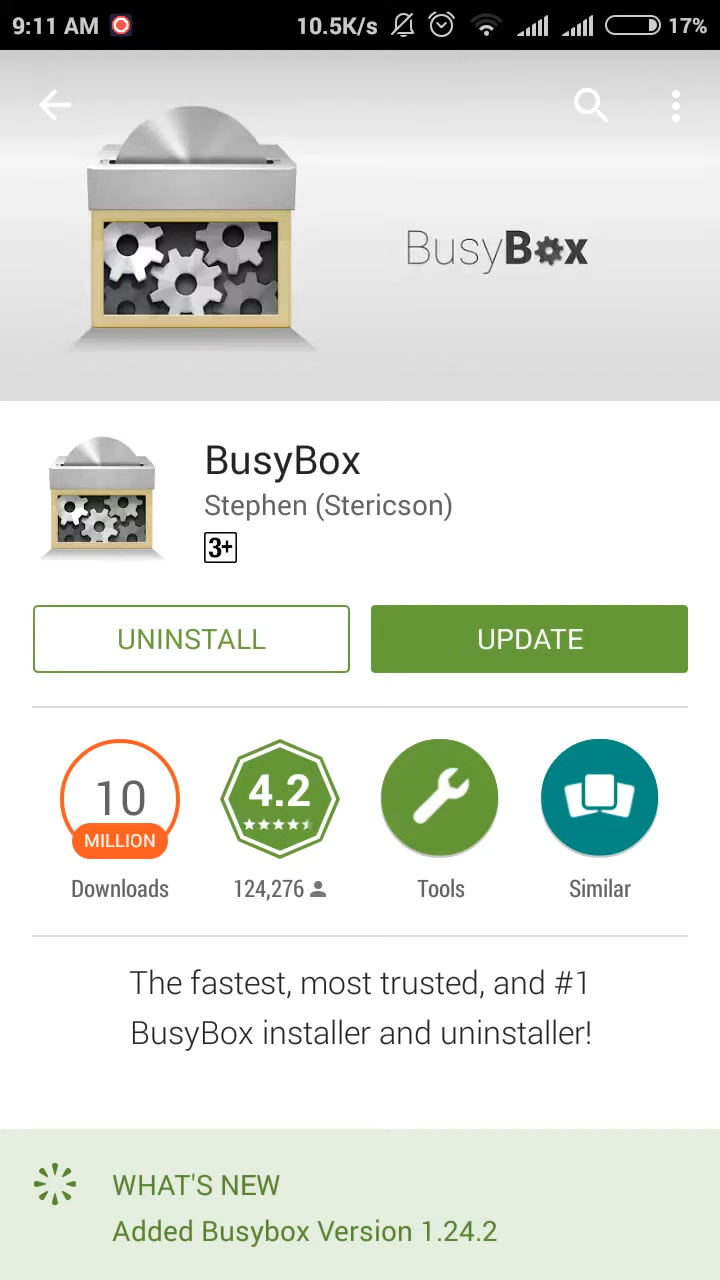 9:11 AM 10.5K/s 17%
BusyBox
BusyBox
Stephen (Stericson)
3+
UNINSTALL UPDATE
10 4.2
MILLION
Downloads 124,276 Tools Similar
The fastest, most trusted, and #1
BusyBox installer and uninstaller!
WHAT'S NEW
Added Busybox Version 1.24.2